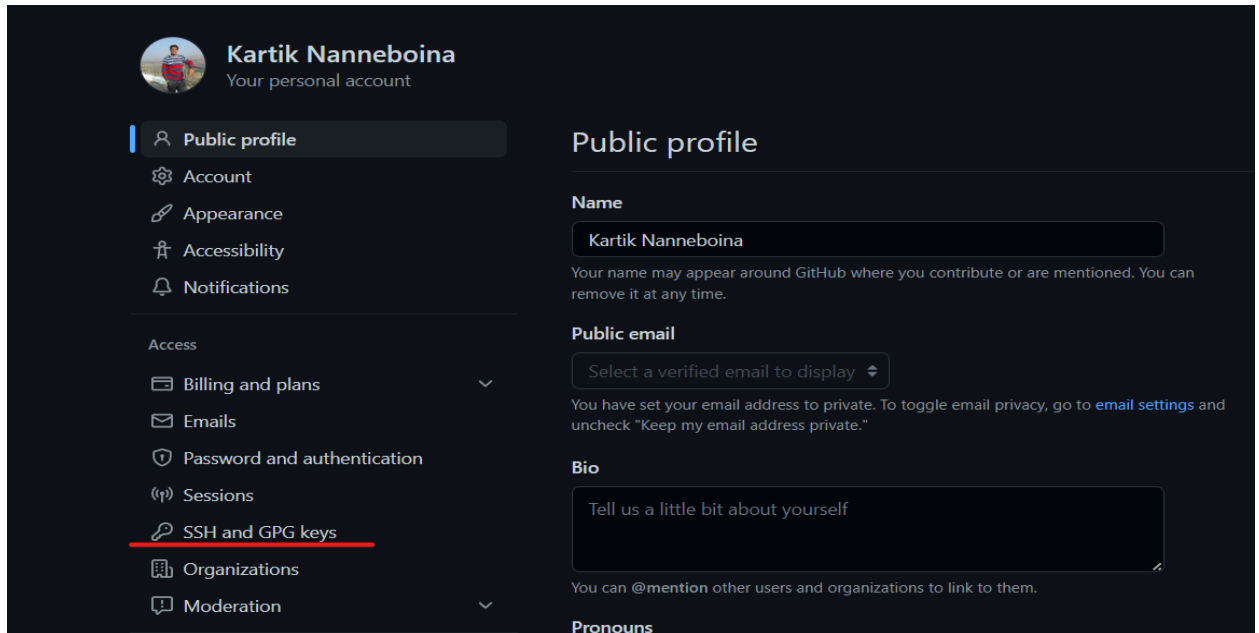 Kartik Nanneboina
Your personal account
Public profile
Account
Appearance
Accessibility
Notifications
Access
Billing and plans
Emails
Password and authentication
Sessions
SSH and GPG keys
Organizations
Moderation
Public profile
Name
Kartik Nanneboina
Your name may appear around GitHub where you contribute or are mentioned. You can
remove it at any time.
Public email
Select a verified email to display
You have set your email address to private. To toggle email privacy, go to email settings and
uncheck "Keep my email address private."
Bio
Tell us a little bit about yourself
You can @mention other users and organizations to link to them.
Pronouns